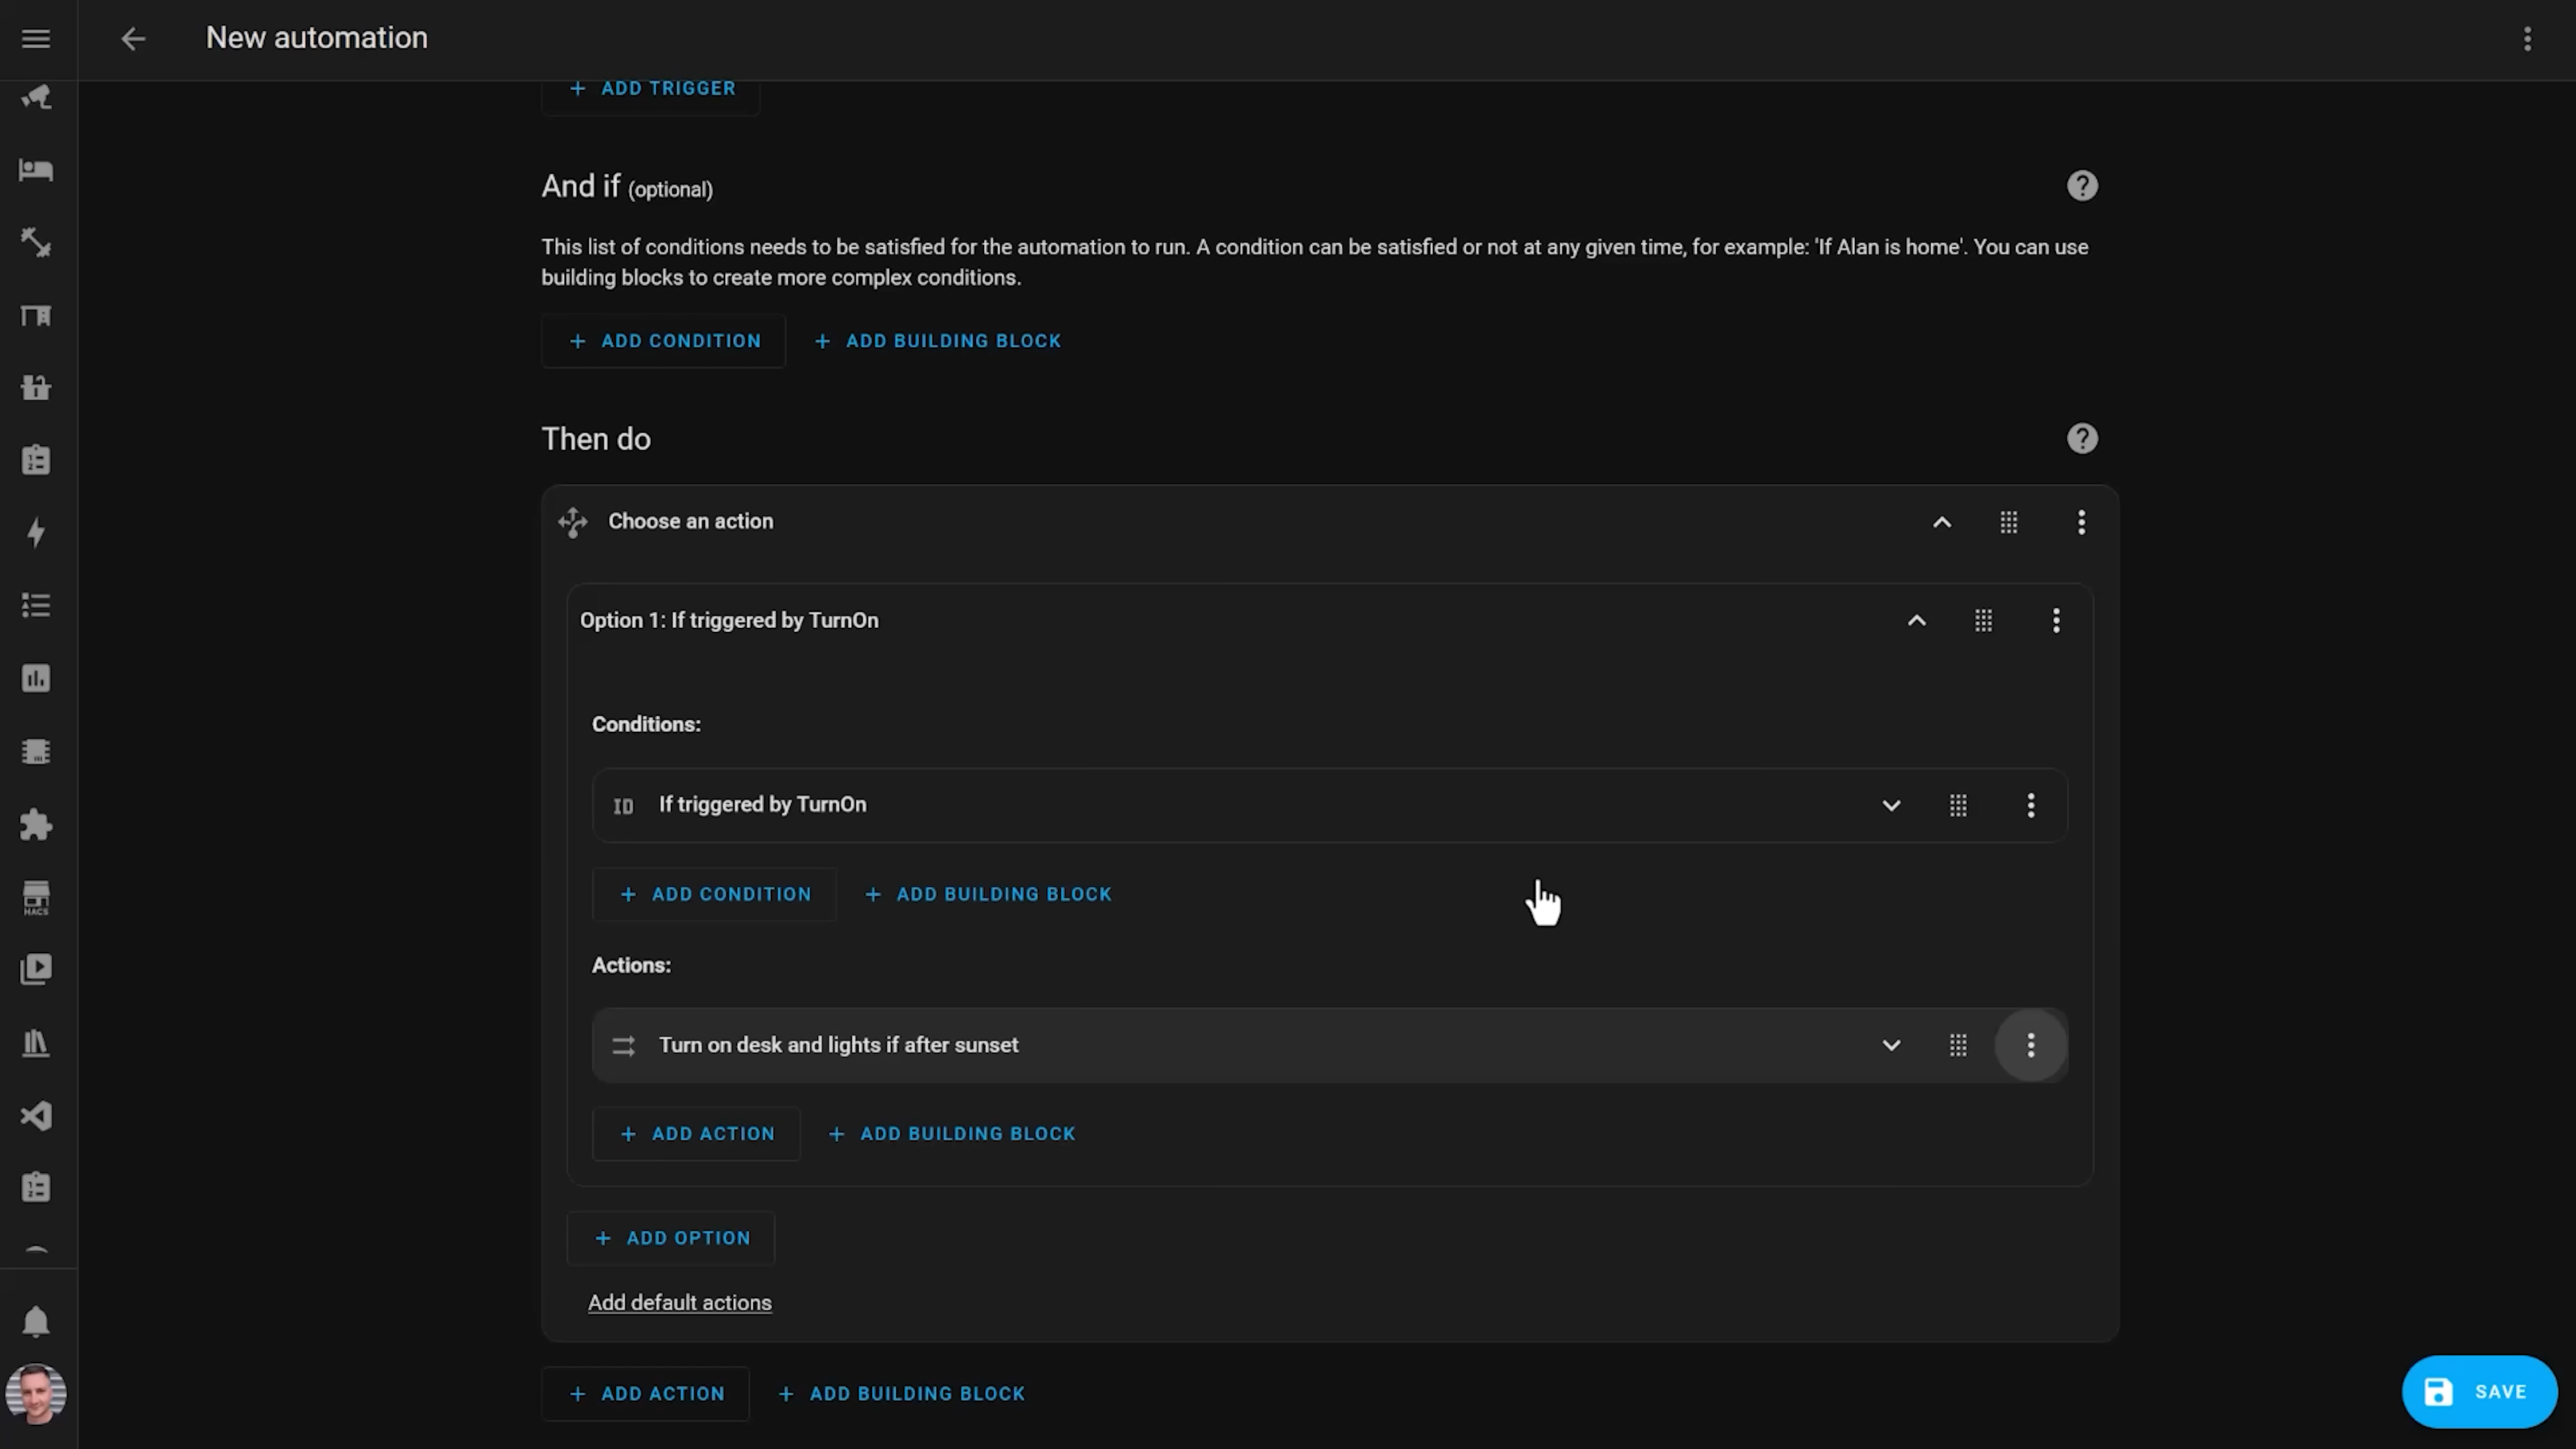 New automation
ADD TRIGGER
And if (optional)
This list of conditions needs to be satisfied for the automation to run. A condition can be satisfied or not at any given time, for example: 'If Alan is home'. You can use
building blocks to create more complex conditions.
ADD CONDITION
ADD BUILDING BLOCK
Then do
Choose an action
Option 1: If triggered by TurnOn
Conditions:
ID
If triggered by TurnOn
ADD CONDITION
ADD BUILDING BLOCK
HACS
Actions:
Turn on desk and lights if after sunset
ADD ACTION
ADD BUILDING BLOCK
ADD OPTION
Add default actions
ADD ACTION
ADD BUILDING BLOCK
SAVE